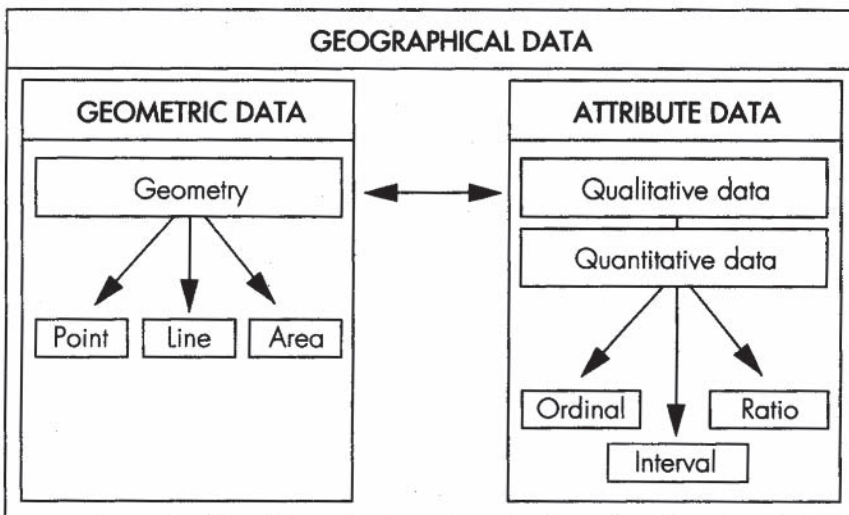 GEOGRAPHICAL DATA
GEOMETRIC DATA
Geometry
Point
Line
Area
ATTRIBUTE DATA
Qualitative data
Quantitative data
Ordinal
Ratio
Interval